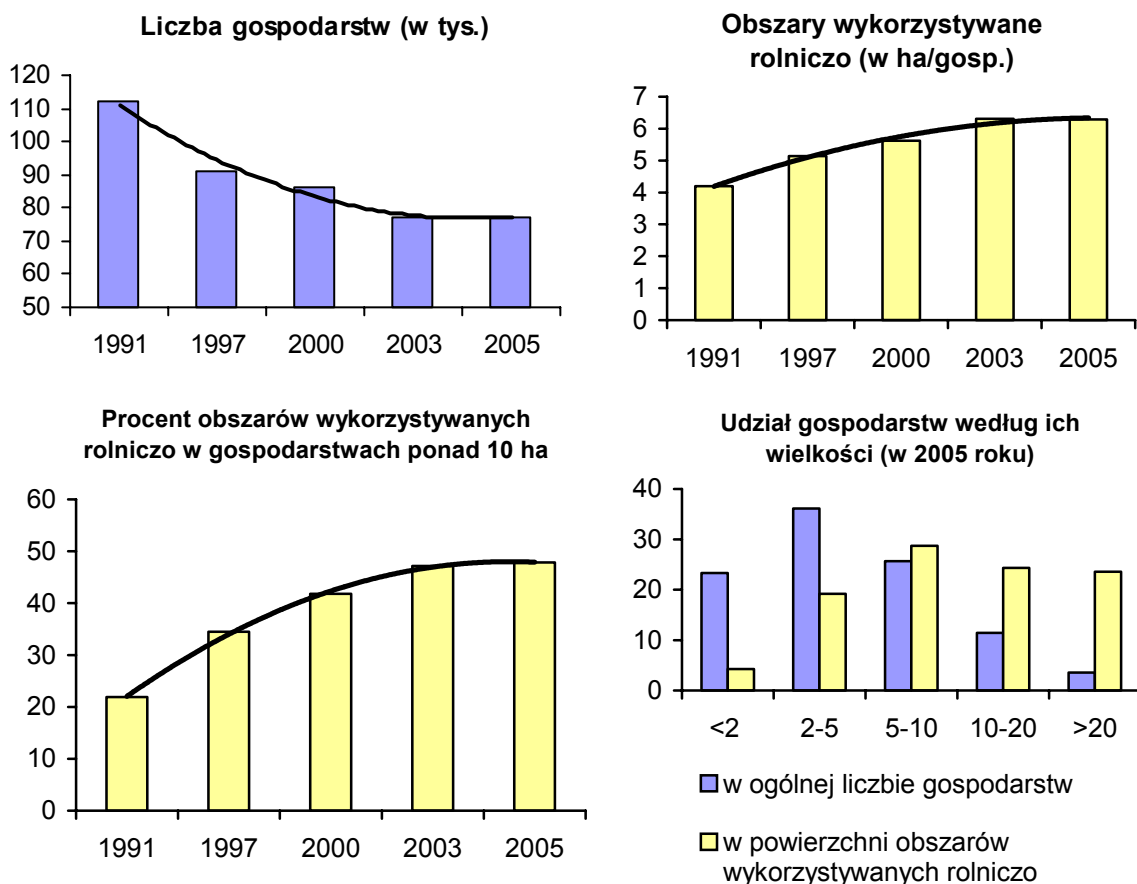 Liczba gospodarstw (w tys.)
120
110
100
90
80
70
60
50
1991 1997 2000 2003 2005
Obszary wykorzystywane
rolniczo (w ha/gosp.)
7
6
5
4
3
2
1
0
1991 1997 2000 2003 2005
Procent obszarów wykorzystywanych
rolniczo w gospodarstwach ponad 10 ha
60
50
40
30
20
10
0
1991 1997 2000 2003 2005
Udział gospodarstw według ich
wielkości (w 2005 roku)
40
30
20
10
0
<2 2-5 5-10 10-20 >20
w ogólnej liczbie gospodarstw
w powierzchni obszarów
wykorzystywanych rolniczo